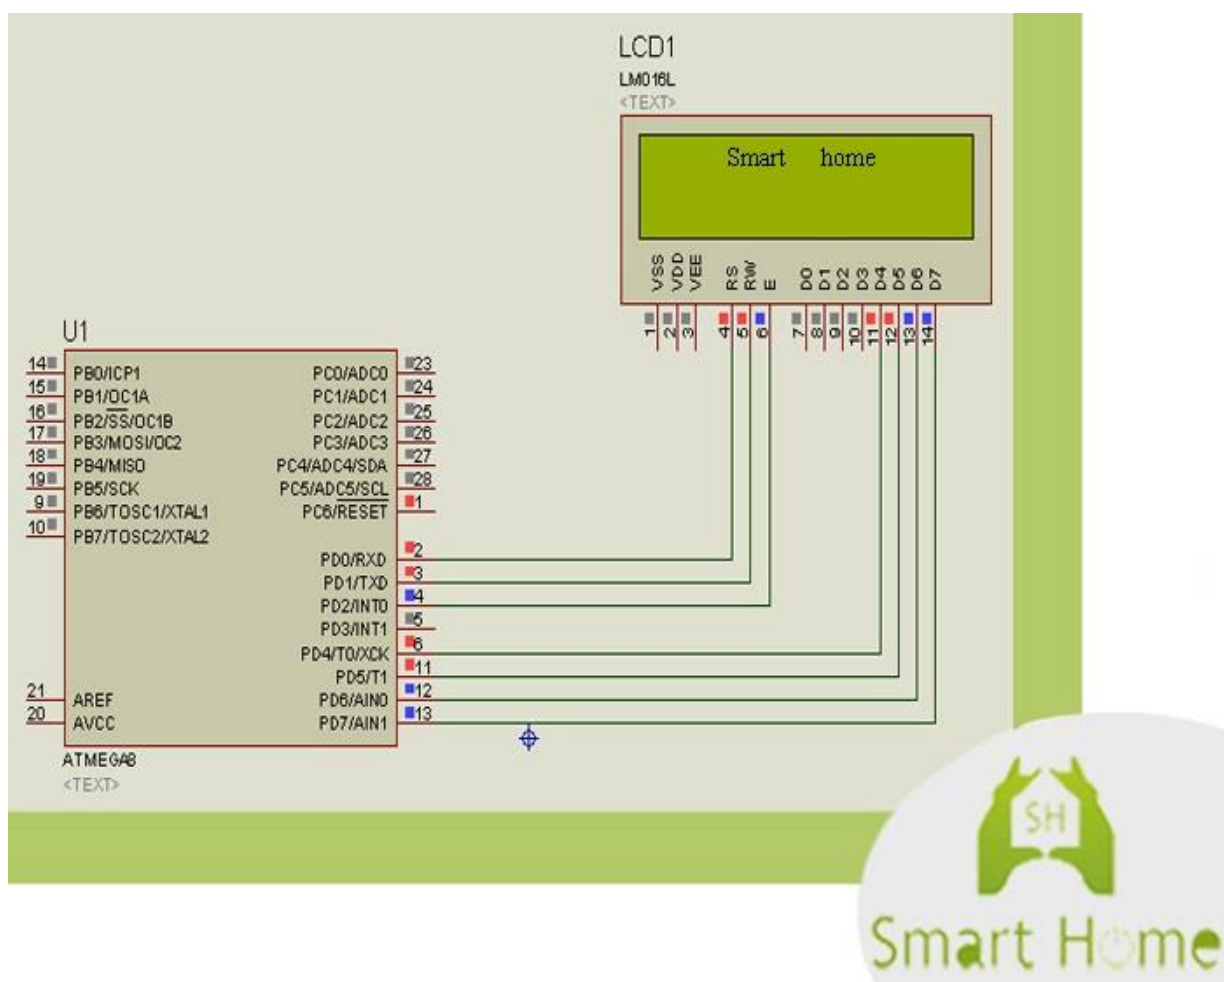 LCD1
LM016L
<TEXT>
Smart home
VSS VDD VEE RS RW E D0 D1 D2 D3 D4 D5 D6 D7
1 2 3 4 5 6 7 8 9 10 11 12 13 14
U1
14 PB0/ICP1 PC0/ADC0 23
15 PB1/OC1A PC1/ADC1 24
16 PB2/SS/OC1B PC2/ADC2 25
17 PB3/MOSI/OC2 PC3/ADC3 26
18 PB4/MISO PC4/ADC4/SDA 27
19 PB5/SCK PC5/ADC5/SCL 28
9 PB6/TOSC1/XTAL1 PC6/RESET 1
10 PB7/TOSC2/XTAL2
PD0/RXD 2
PD1/TXD 3
PD2/INT0 4
PD3/INT1 5
PD4/T0/XCK 6
PD5/T1 11
21 AREF PD6/AIN0 12
20 AVCC PD7/AIN1 13
ATMEGA8
<TEXT>
SH
Smart Home